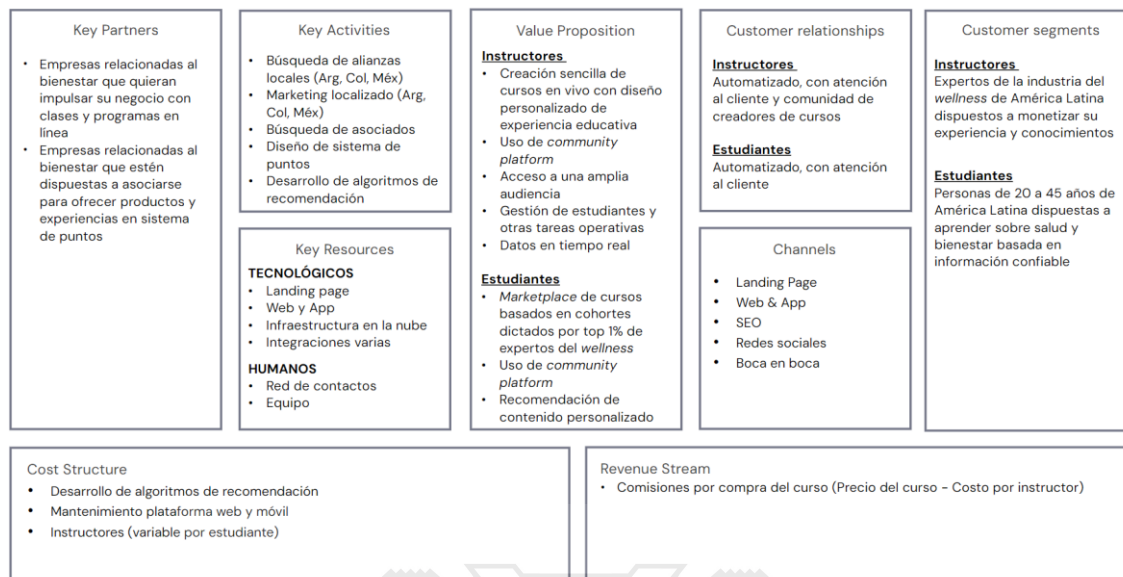 Key Partners
• Empresas relacionadas al
bienestar que quieran
impulsar su negocio con
clases y programas en
línea
• Empresas relacionadas al
bienestar que estén
dispuestas a asociarse
para ofrecer productos y
experiencias en sistema
de puntos
Key Activities
• Búsqueda de alianzas
locales (Arg, Col, Méx)
• Marketing localizado (Arg,
Col, Méx)
• Búsqueda de asociados
• Diseño de sistema de
puntos
• Desarrollo de algoritmos de
recomendación
Key Resources
TECNOLÓGICOS
• Landing page
• Web y App
• Infraestructura en la nube
• Integraciones varias
HUMANOS
• Red de contactos
• Equipo
Value Proposition
Instructores
• Creación sencilla de
cursos en vivo con diseño
personalizado de
experiencia educativa
• Uso de community
platform
• Acceso a una amplia
audiencia
• Gestión de estudiantes y
otras tareas operativas
• Datos en tiempo real
Estudiantes
• Marketplace de cursos
basados en cohortes
dictados por top 1% de
expertos del wellness
• Uso de community
platform
• Recomendación de
contenido personalizado
Customer relationships
Instructores
Automatizado, con atención
al cliente y comunidad de
creadores de cursos
Estudiantes
Automatizado, con atención
al cliente
Channels
• Landing Page
• Web & App
• SEO
• Redes sociales
• Boca en boca
Customer segments
Instructores
Expertos de la industria del
wellness de América Latina
dispuestos a monetizar su
experiencia y conocimientos
Estudiantes
Personas de 20 a 45 años de
América Latina dispuestas a
aprender sobre salud y
bienestar basada en
información confiable
Cost Structure
• Desarrollo de algoritmos de recomendación
• Mantenimiento plataforma web y móvil
• Instructores (variable por estudiante)
Revenue Stream
• Comisiones por compra del curso (Precio del curso - Costo por instructor)